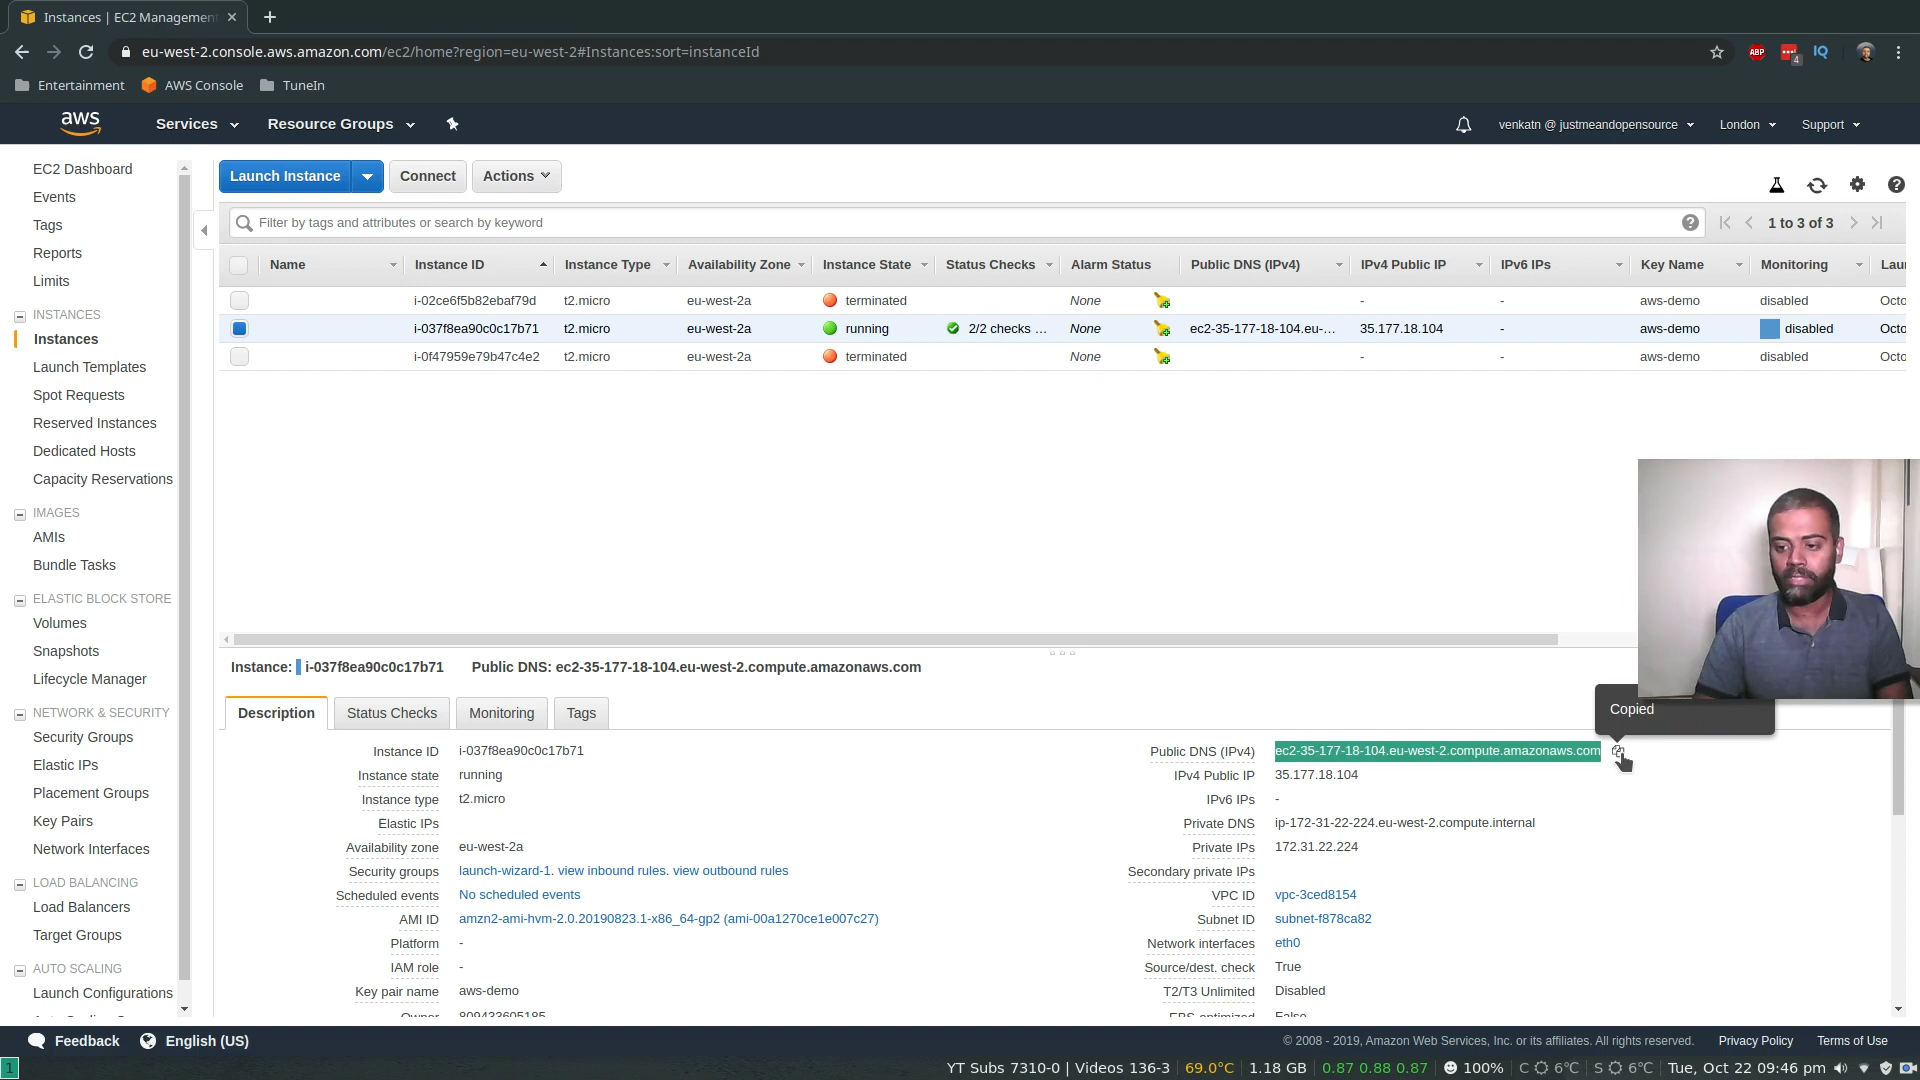 Instances | EC2 Management
eu-west-2.console.aws.amazon.com/ec2/home?region=eu-west-2#Instances:sort=instanceId
ABP
4
IQ
Entertainment
AWS Console
TuneIn
aws
Services
Resource Groups
venkatn @ justmeandopensource
London
Support
EC2 Dashboard
Events
Tags
Reports
Limits
INSTANCES
Instances
Launch Templates
Spot Requests
Reserved Instances
Dedicated Hosts
Capacity Reservations
IMAGES
AMIs
Bundle Tasks
ELASTIC BLOCK STORE
Volumes
Snapshots
Lifecycle Manager
NETWORK & SECURITY
Security Groups
Elastic IPs
Placement Groups
Key Pairs
Network Interfaces
LOAD BALANCING
Load Balancers
Target Groups
AUTO SCALING
Launch Configurations
Launch Instance
Connect
Actions
Filter by tags and attributes or search by keyword
1 to 3 of 3
Name Instance ID Instance Type Availability Zone Instance State Status Checks Alarm Status Public DNS (IPv4) IPv4 Public IP IPv6 IPs Key Name Monitoring Lau
i-02ce6f5b82ebaf79d t2.micro eu-west-2a terminated None - - aws-demo disabled Octo
i-037f8ea90c0c17b71 t2.micro eu-west-2a running 2/2 checks ... None ec2-35-177-18-104.eu-... 35.177.18.104 - aws-demo disabled Octo
i-0f47959e79b47c4e2 t2.micro eu-west-2a terminated None - - aws-demo disabled Octo
Instance: i-037f8ea90c0c17b71 Public DNS: ec2-35-177-18-104.eu-west-2.compute.amazonaws.com
Description
Status Checks
Monitoring
Tags
Copied
Instance ID i-037f8ea90c0c17b71
Instance state running
Instance type t2.micro
Elastic IPs
Availability zone eu-west-2a
Security groups launch-wizard-1. view inbound rules. view outbound rules
Scheduled events No scheduled events
AMI ID amzn2-ami-hvm-2.0.20190823.1-x86_64-gp2 (ami-00a1270ce1e007c27)
Platform -
IAM role -
Key pair name aws-demo
Owner 809433605185
Public DNS (IPv4) ec2-35-177-18-104.eu-west-2.compute.amazonaws.com
IPv4 Public IP 35.177.18.104
IPv6 IPs -
Private DNS ip-172-31-22-224.eu-west-2.compute.internal
Private IPs 172.31.22.224
Secondary private IPs
VPC ID vpc-3ced8154
Subnet ID subnet-f878ca82
Network interfaces eth0
Source/dest. check True
T2/T3 Unlimited Disabled
EBS-optimized False
Feedback
English (US)
© 2008 - 2019, Amazon Web Services, Inc. or its affiliates. All rights reserved.
Privacy Policy
Terms of Use
1
YT Subs 7310-0 | Videos 136-3 | 69.0°C | 1.18 GB | 0.87 0.88 0.87 | 100% | C 6°C | S 6°C | Tue, Oct 22 09:46 pm